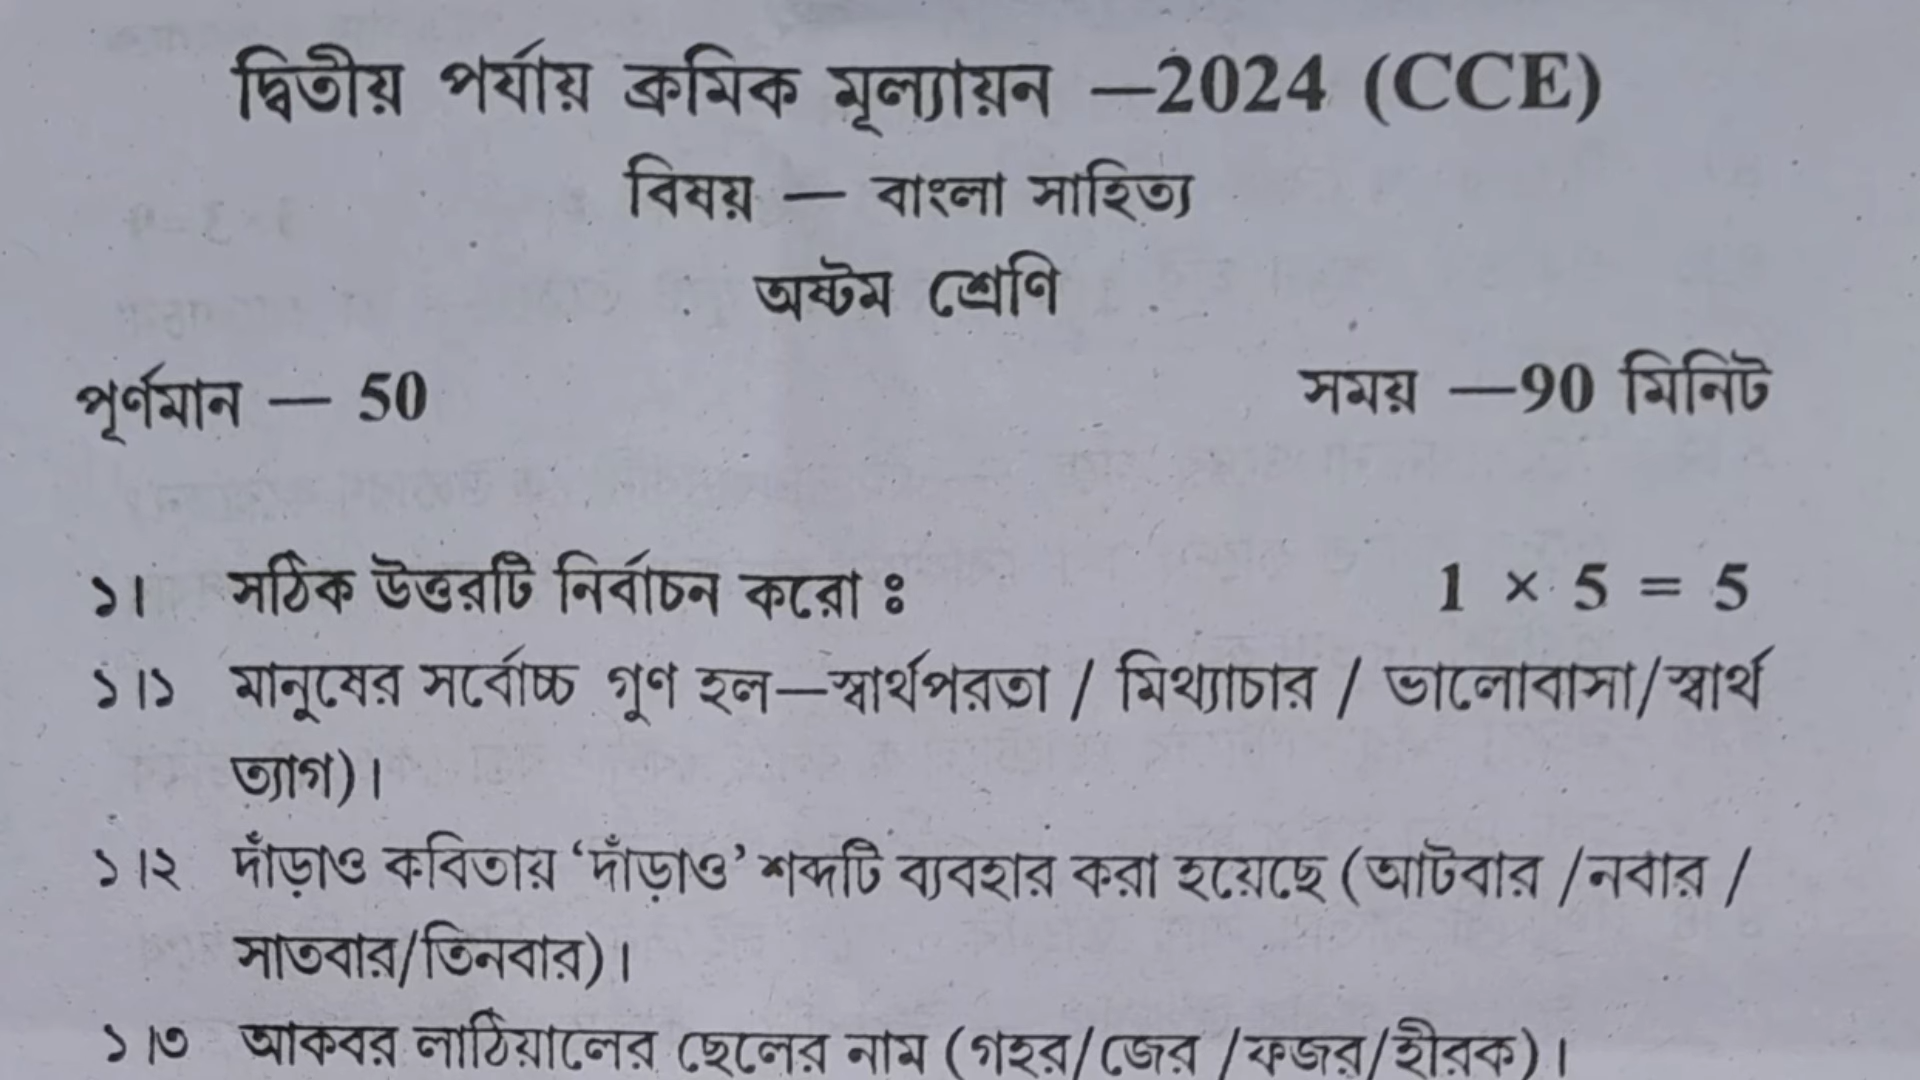 দ্বিতীয় পর্যায় ক্রমিক মূল্যায়ন —2024 (CCE)
বিষয় — বাংলা সাহিত্য
অষ্টম শ্রেণি
পূর্ণমান — 50 সময় —90 মিনিট
১। সঠিক উত্তরটি নির্বাচন করো ঃ 1 × 5 = 5
১।১ মানুষের সর্বোচ্চ গুণ হল—স্বার্থপরতা / মিথ্যাচার / ভালোবাসা/স্বার্থ
ত্যাগ)।
১।২ দাঁড়াও কবিতায় ‘দাঁড়াও’ শব্দটি ব্যবহার করা হয়েছে (আটবার /নবার /
সাতবার/তিনবার)।
১।৩ আকবর লাঠিয়ালের ছেলের নাম (গহর/জের /ফজর/হীরক)।